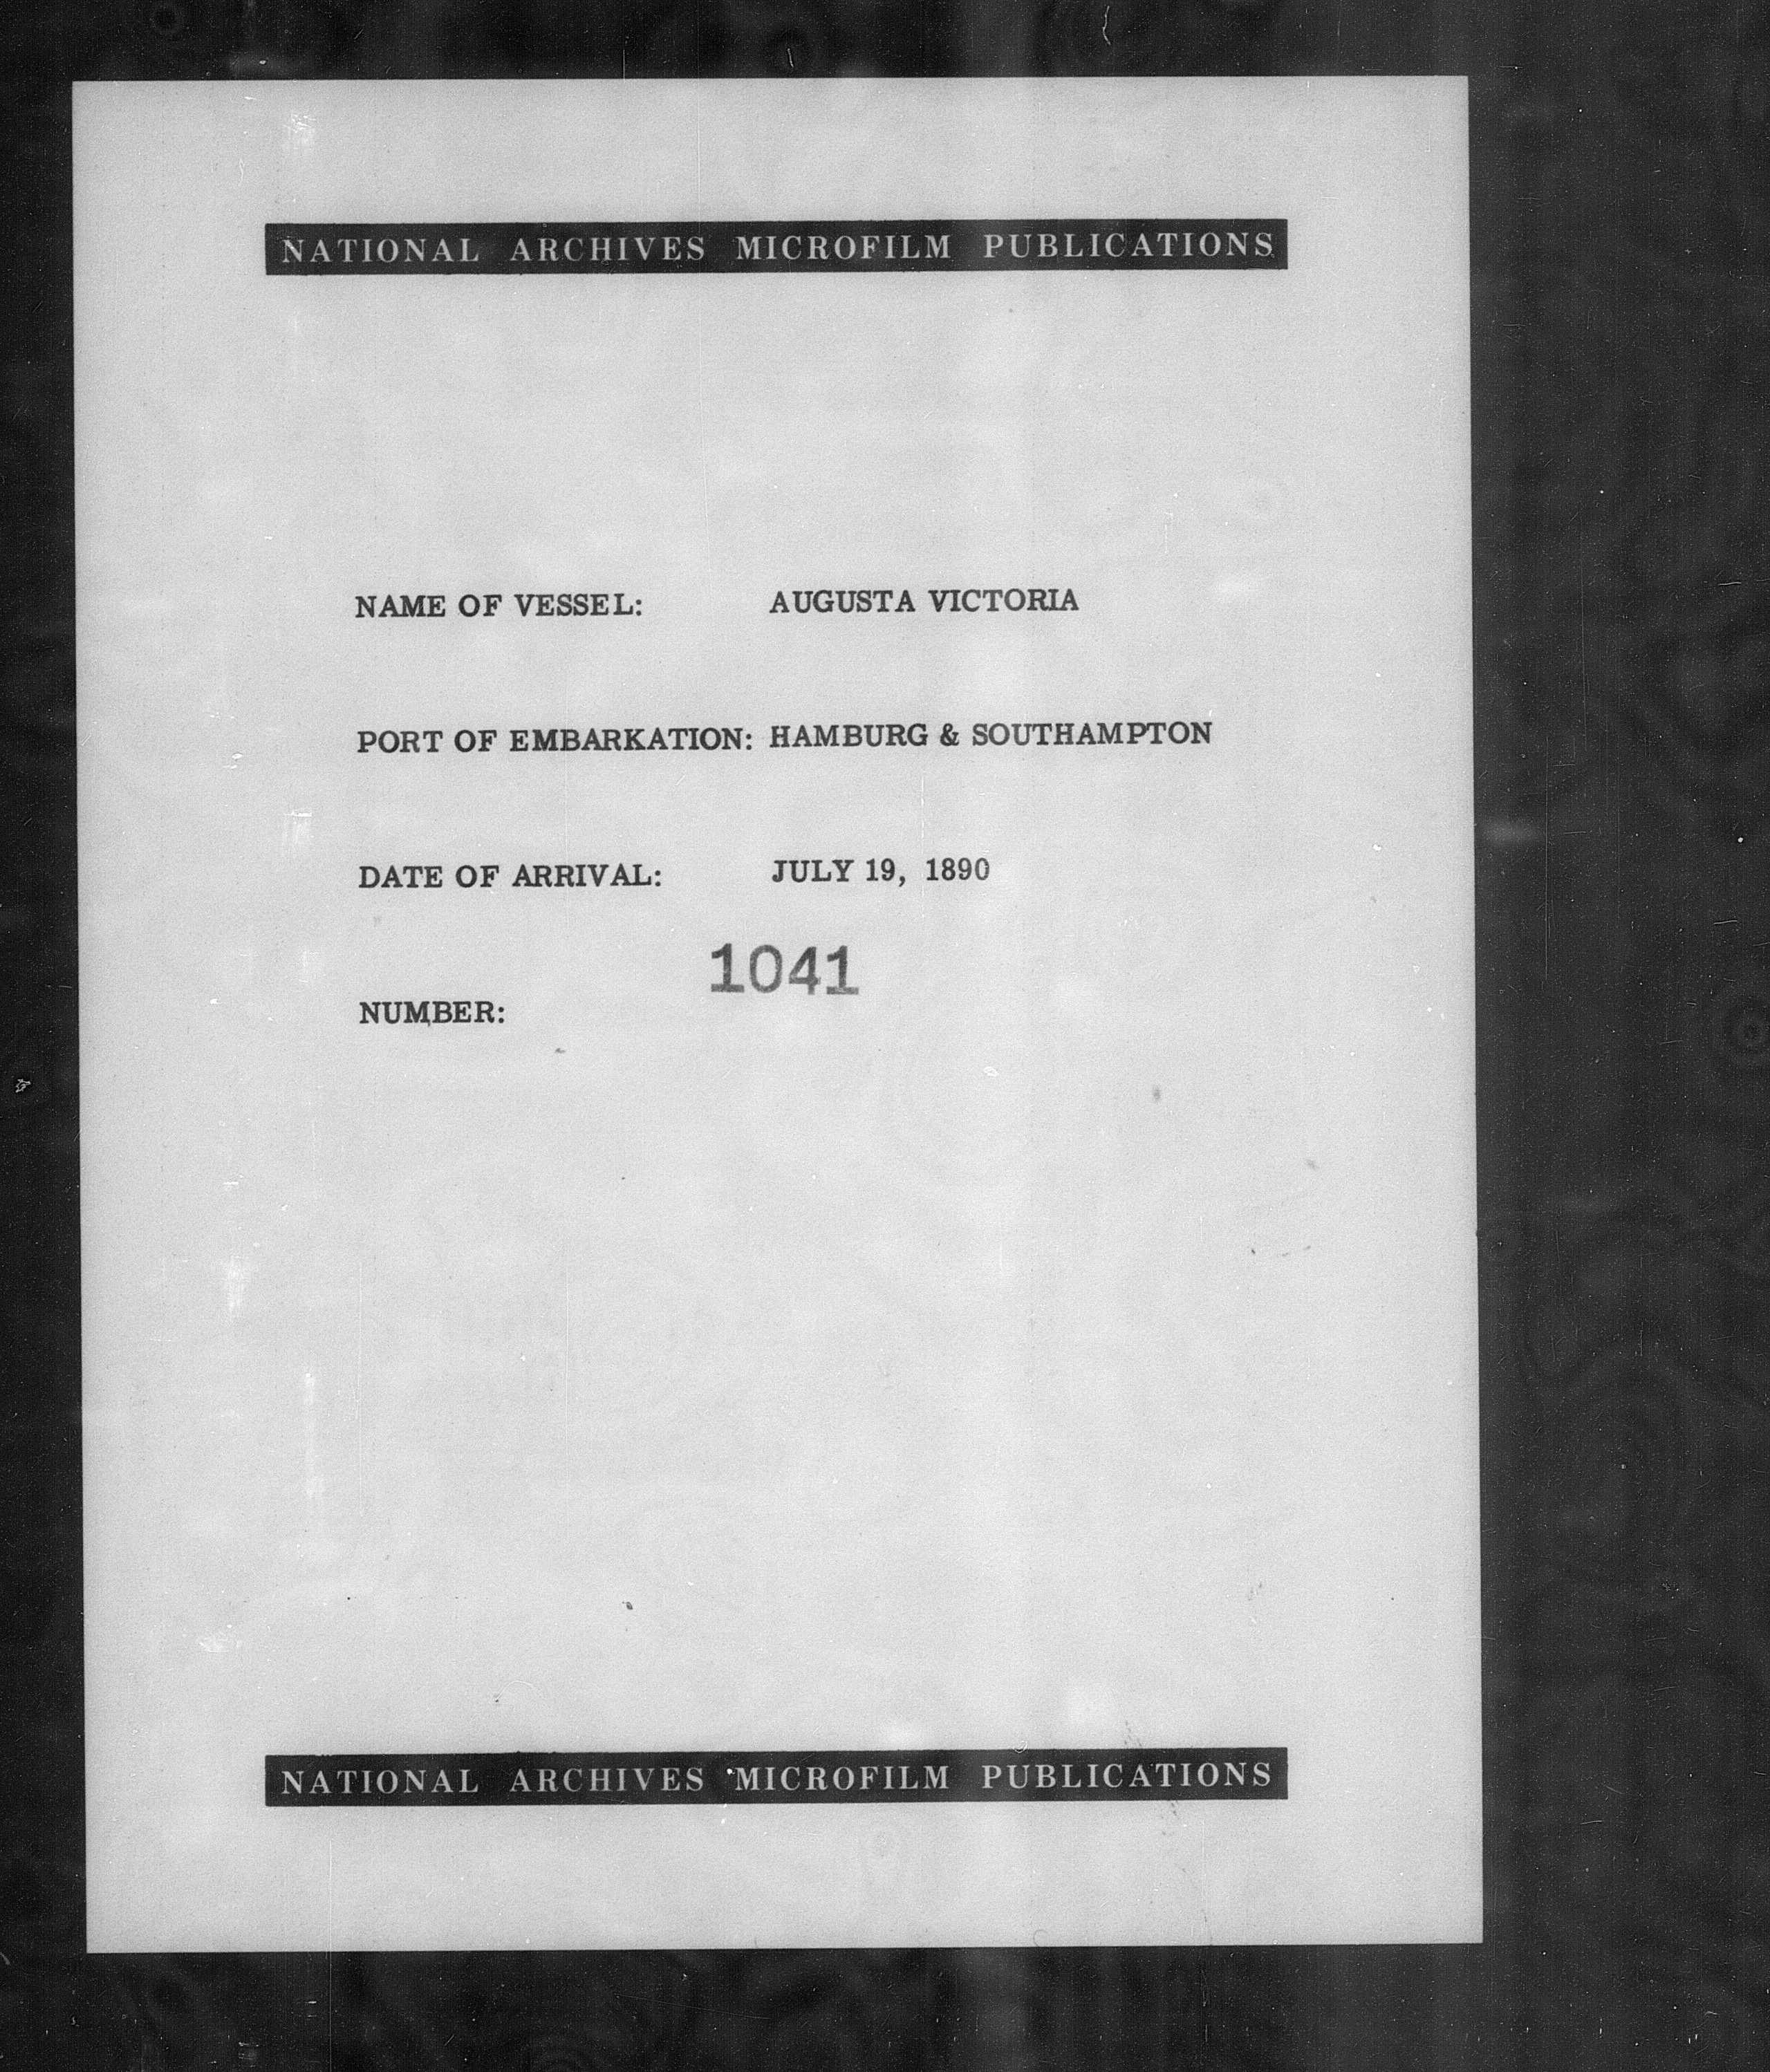 NATIONAL ARCHIVES MICROFILM PUBLICATIONS
NAME OF VESSEL: AUGUSTA VICTORIA
PORT OF EMBARKATION: HAMBURG & SOUTHAMPTON
DATE OF ARRIVAL: JULY 19, 1890
NUMBER: 1041
NATIONAL ARCHIVES MICROFILM PUBLICATIONS